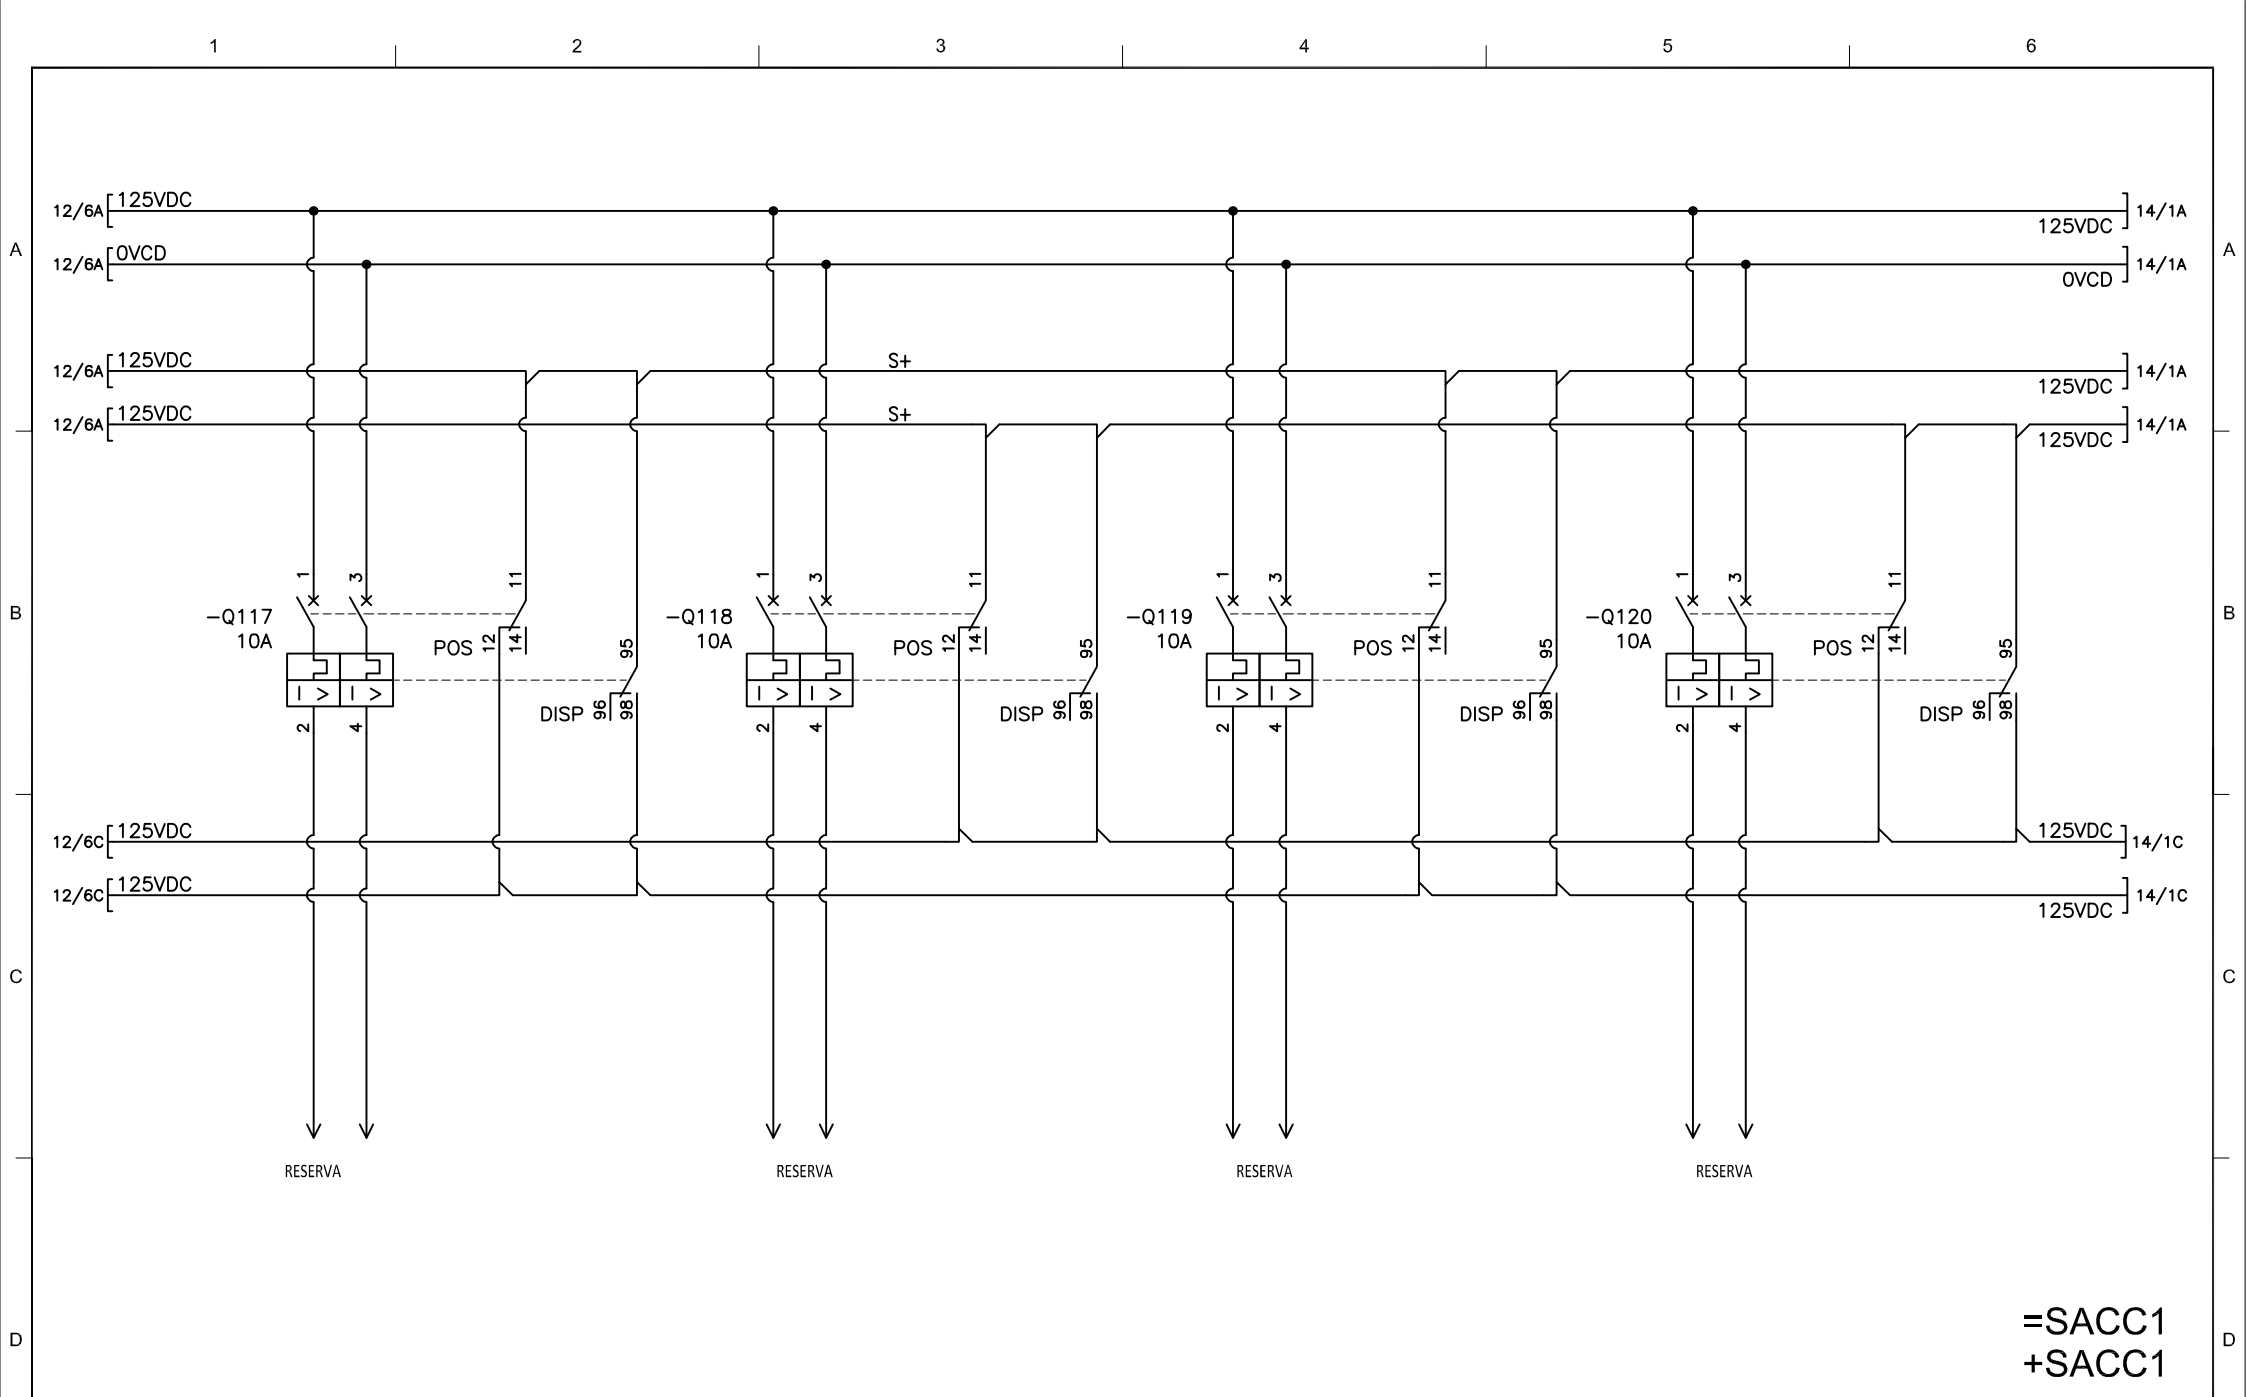 1 2 3 4 5 6
12/6A 125VDC 125VDC 14/1A
A 12/6A 0VCD 0VCD 14/1A A
12/6A 125VDC S+ 125VDC 14/1A
12/6A 125VDC S+ 125VDC 14/1A
1 3 11 1 3 11 1 3 11 1 3 11
B -Q117 -Q118 -Q119 -Q120 B
10A 10A 10A 10A
POS 12 14 95 POS 12 14 95 POS 12 14 95 POS 12 14 95
I > I > I > I > I > I > I > I >
2 4 DISP 96 98 2 4 DISP 96 98 2 4 DISP 96 98 2 4 DISP 96 98
12/6C 125VDC 125VDC 14/1C
12/6C 125VDC 125VDC 14/1C
C C
RESERVA RESERVA RESERVA RESERVA
=SACC1
D D
+SACC1